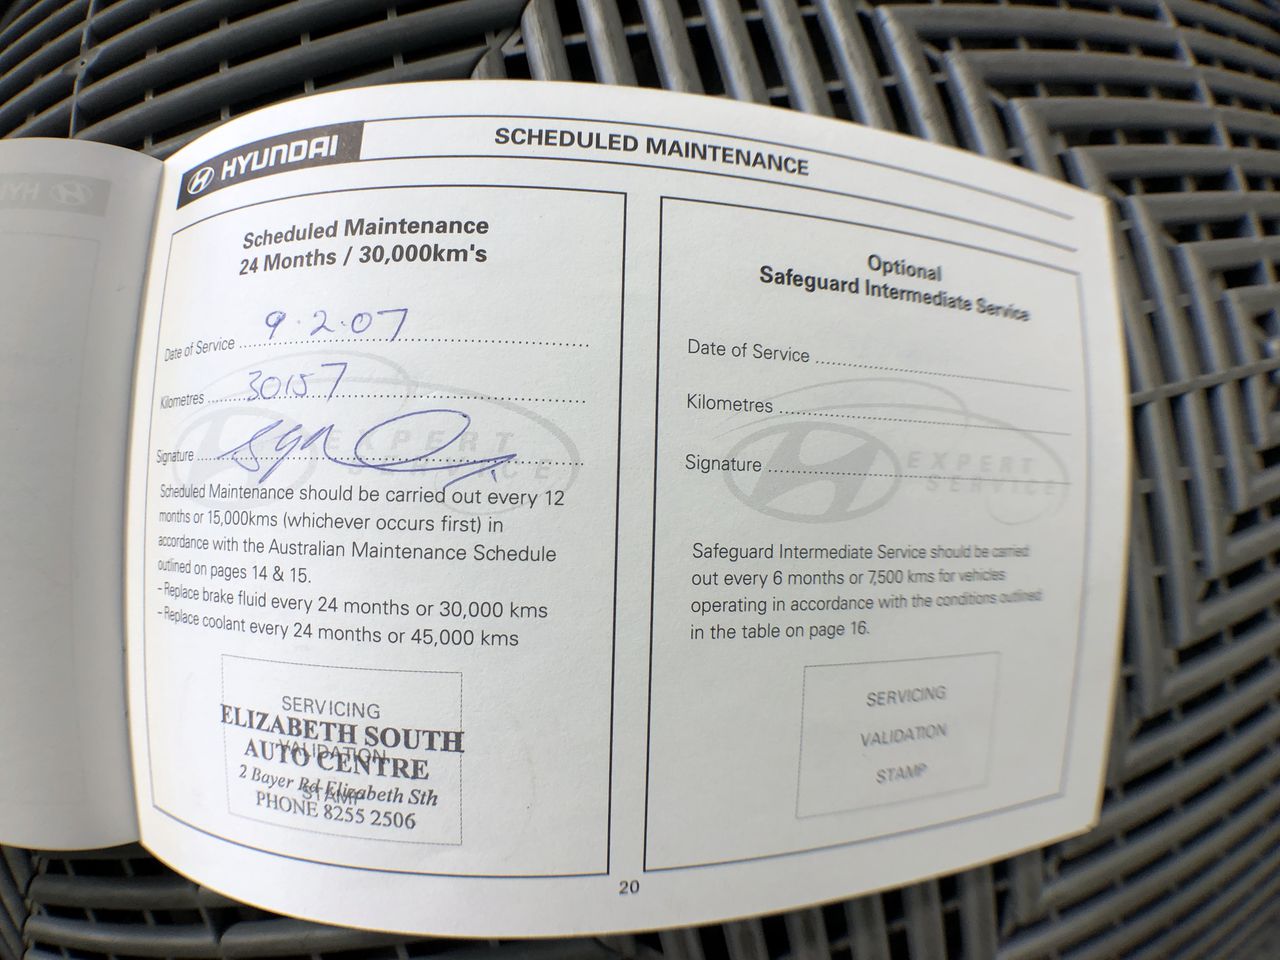 HYUNDAI
SCHEDULED MAINTENANCE
Scheduled Maintenance
24 Months / 30,000km's
Date of Service 9.2.07
Kilometres 30157
Signature
EXPERT
SERVICE
Scheduled Maintenance should be carried out every 12
months or 15,000kms (whichever occurs first) in
accordance with the Australian Maintenance Schedule
outlined on pages 14 & 15.
- Replace brake fluid every 24 months or 30,000 kms
- Replace coolant every 24 months or 45,000 kms
SERVICING
VALIDATION
STAMP
ELIZABETH SOUTH
AUTO CENTRE
2 Bayer Rd Elizabeth Sth
PHONE 8255 2506
Optional
Safeguard Intermediate Service
Date of Service
Kilometres
Signature
EXPERT
SERVICE
Safeguard Intermediate Service should be carried
out every 6 months or 7,500 kms for vehicles
operating in accordance with the conditions outlined
in the table on page 16.
SERVICING
VALIDATION
STAMP
20